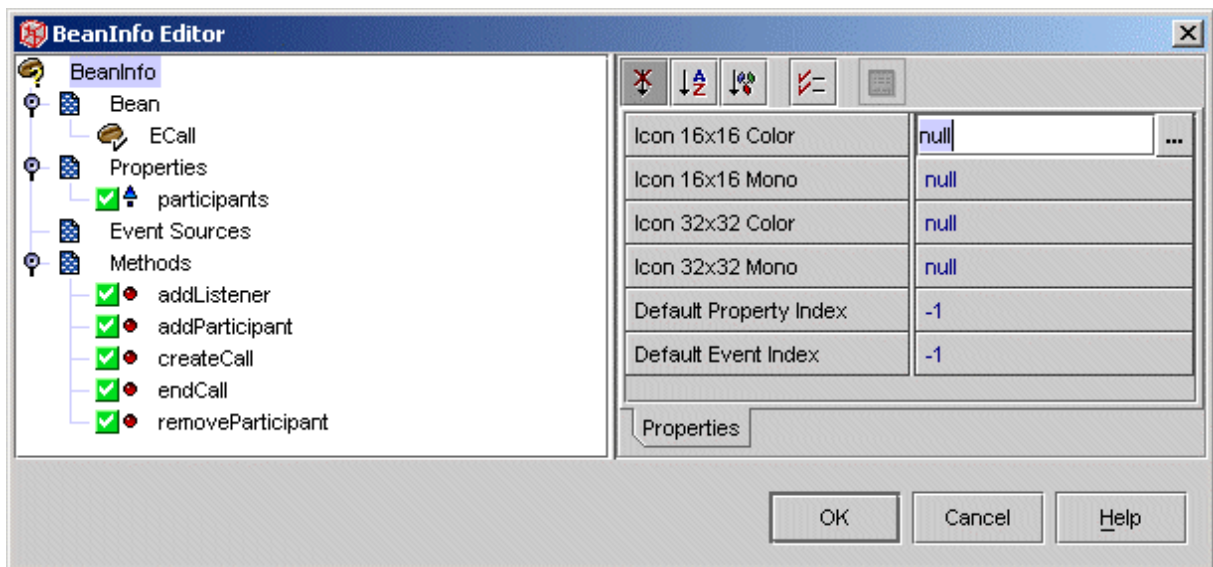 BeanInfo Editor
BeanInfo
Bean
ECall
Properties
participants
Event Sources
Methods
addListener
addParticipant
createCall
endCall
removeParticipant
A
Z
Icon 16x16 Color null ...
Icon 16x16 Mono null
Icon 32x32 Color null
Icon 32x32 Mono null
Default Property Index -1
Default Event Index -1
Properties
OK Cancel Help